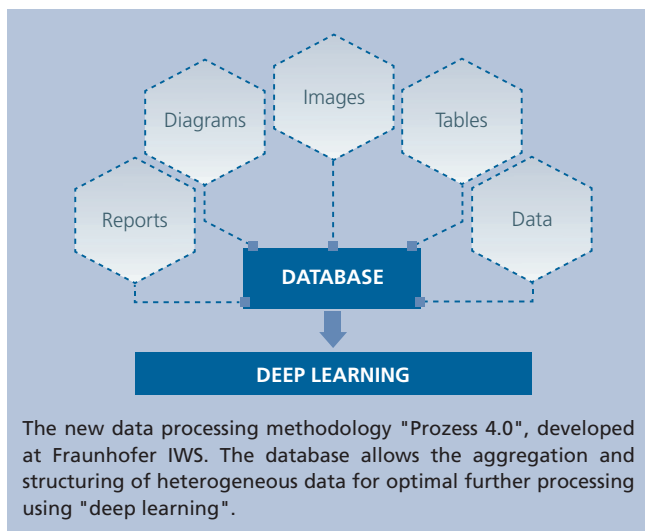 Images
Diagrams
Tables
Reports
Data
DATABASE
DEEP LEARNING
The new data processing methodology "Prozess 4.0", developed
at Fraunhofer IWS. The database allows the aggregation and
structuring of heterogeneous data for optimal further processing
using "deep learning".